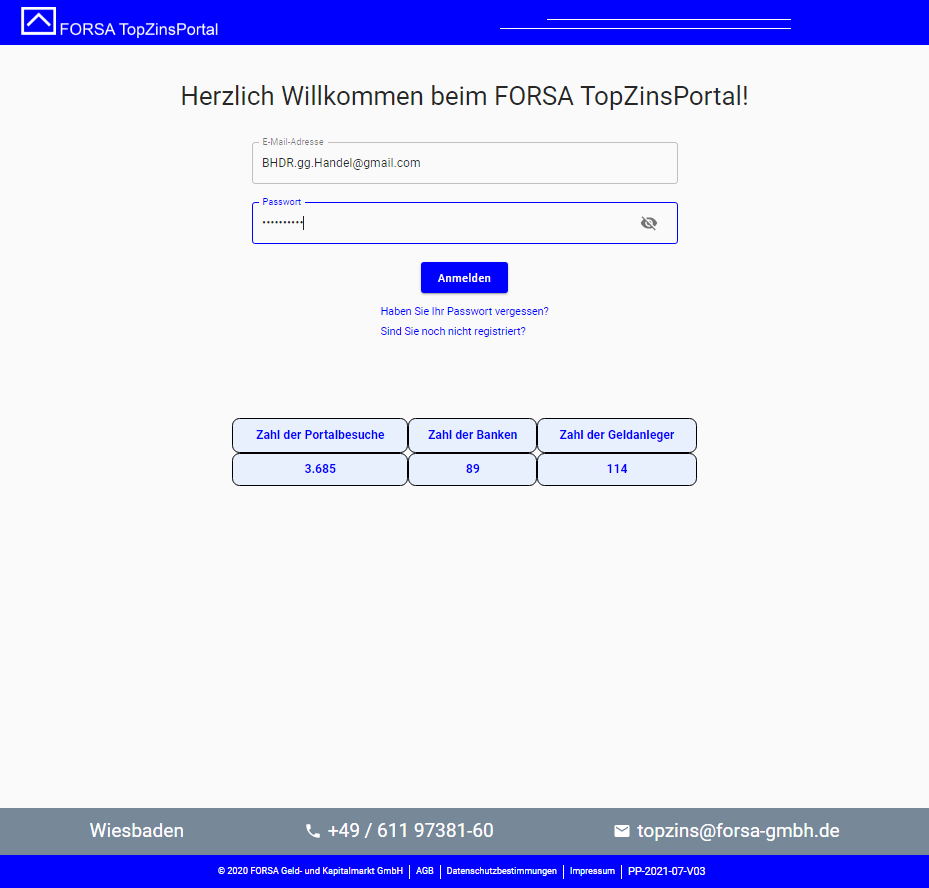 FORSA TopZinsPortal
Herzlich Willkommen beim FORSA TopZinsPortal!
E-Mail-Adresse
BHDR.gg.Handel@gmail.com
Passwort
••••••••••
Anmelden
Haben Sie Ihr Passwort vergessen?
Sind Sie noch nicht registriert?
Zahl der Portalbesuche Zahl der Banken Zahl der Geldanleger
3.685 89 114
Wiesbaden +49 / 611 97381-60 topzins@forsa-gmbh.de
© 2020 FORSA Geld- und Kapitalmarkt GmbH | AGB | Datenschutzbestimmungen | Impressum | PP-2021-07-V03